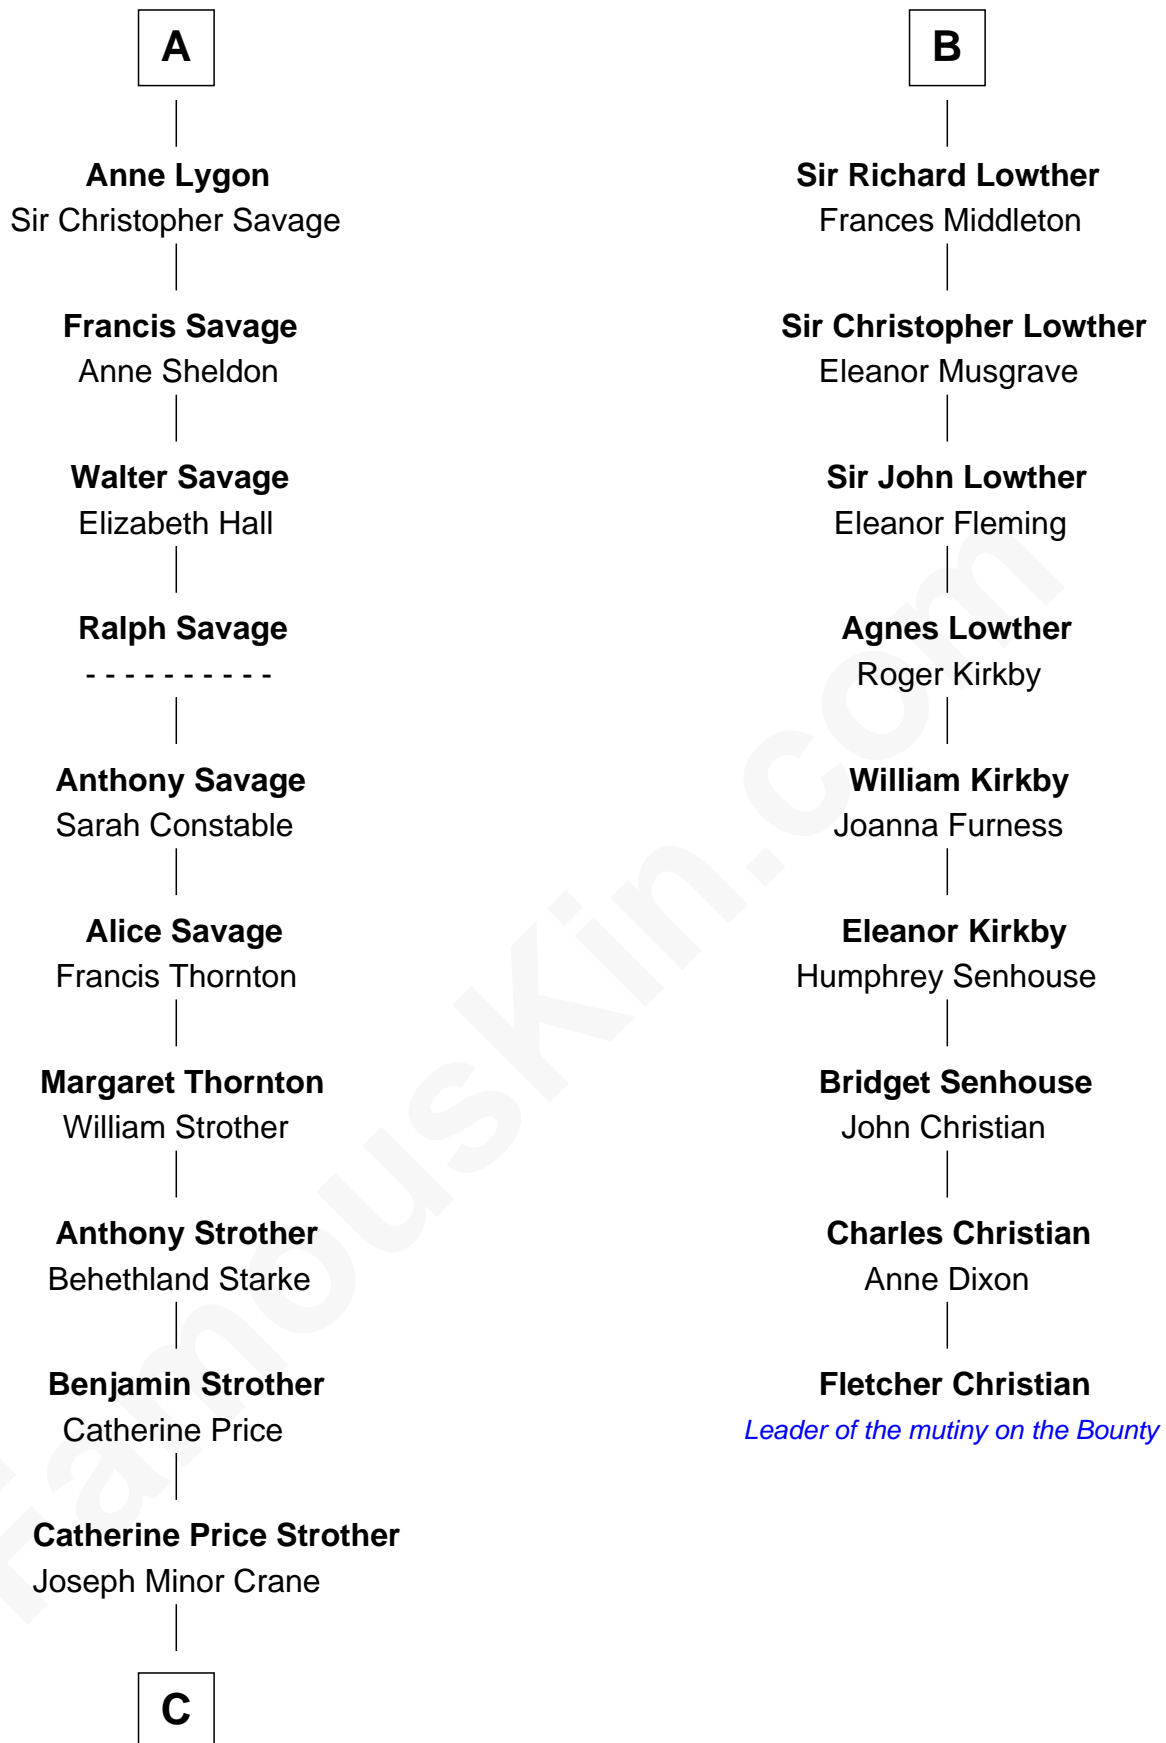 A
Anne Lygon
Sir Christopher Savage
Francis Savage
Anne Sheldon
Walter Savage
Elizabeth Hall
Ralph Savage
- - - - - - - - - -
Anthony Savage
Sarah Constable
Alice Savage
Francis Thornton
Margaret Thornton
William Strother
Anthony Strother
Behethland Starke
Benjamin Strother
Catherine Price
Catherine Price Strother
Joseph Minor Crane
C
B
Sir Richard Lowther
Frances Middleton
Sir Christopher Lowther
Eleanor Musgrave
Sir John Lowther
Eleanor Fleming
Agnes Lowther
Roger Kirkby
William Kirkby
Joanna Furness
Eleanor Kirkby
Humphrey Senhouse
Bridget Senhouse
John Christian
Charles Christian
Anne Dixon
Fletcher Christian
Leader of the mutiny on the Bounty
FamousKin.com